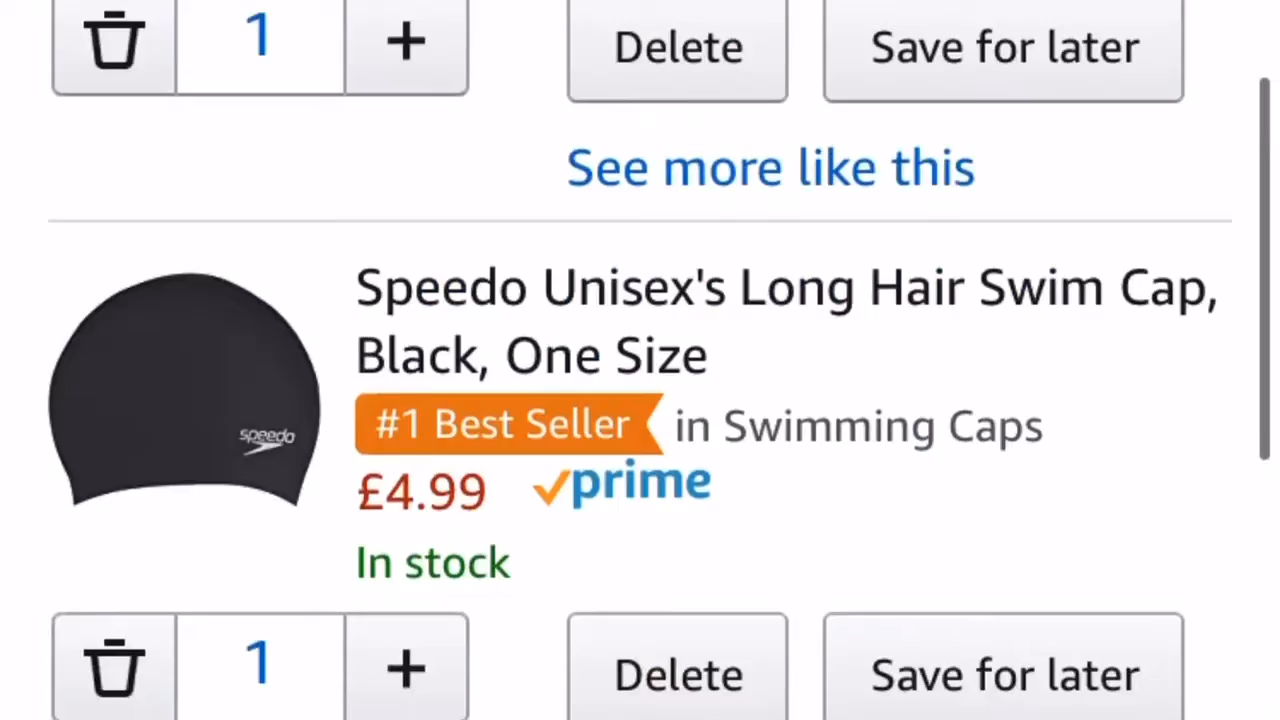 1 + Delete Save for later
See more like this
Speedo Unisex's Long Hair Swim Cap,
Black, One Size
speedo
#1 Best Seller in Swimming Caps
£4.99 prime
In stock
1 + Delete Save for later